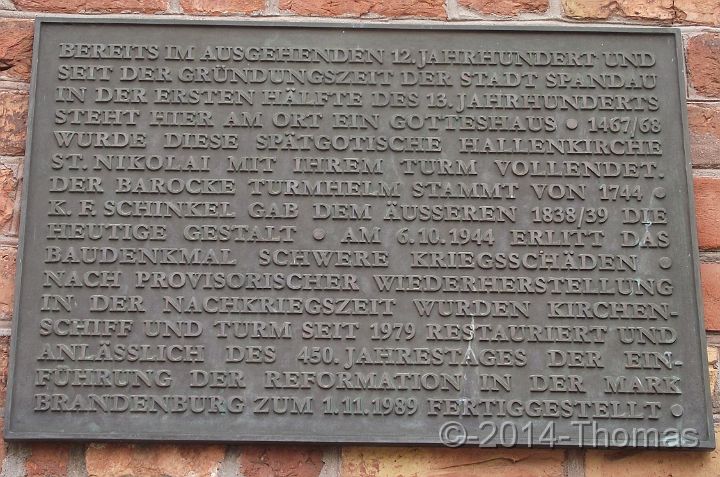 BEREITS IM AUSGEHENDEN 12. JAHRHUNDERT UND
SEIT DER GRÜNDUNGSZEIT DER STADT SPANDAU
IN DER ERSTEN HÄLFTE DES 13. JAHRHUNDERTS
STEHT HIER AM ORT EIN GOTTESHAUS • 1467/68
WURDE DIESE SPÄTGOTISCHE HALLENKIRCHE
ST. NIKOLAI MIT IHREM TURM VOLLENDET.
DER BAROCKE TURMHELM STAMMT VON 1744 •
K. F. SCHINKEL GAB DEM ÄUSSEREN 1838/39 DIE
HEUTIGE GESTALT • AM 6.10.1944 ERLITT DAS
BAUDENKMAL SCHWERE KRIEGSSCHÄDEN •
NACH PROVISORISCHER WIEDERHERSTELLUNG
IN DER NACHKRIEGSZEIT WURDEN KIRCHEN-
SCHIFF UND TURM SEIT 1979 RESTAURIERT UND
ANLÄSSLICH DES 450. JAHRESTAGES DER EIN-
FÜHRUNG DER REFORMATION IN DER MARK
BRANDENBURG ZUM 1.11.1989 FERTIGGESTELLT •
©-2014-Thomas